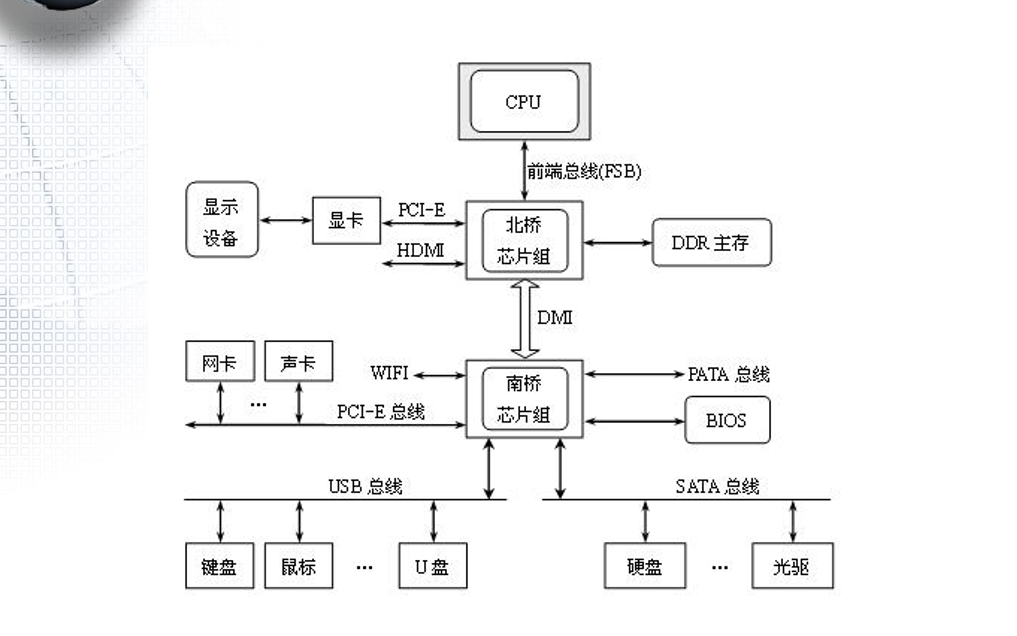 CPU
前端总线(FSB)
显示
设备
显卡
PCI-E
HDMI
北桥
芯片组
DDR 主存
DMI
网卡
声卡
...
WIFI
PCI-E 总线
南桥
芯片组
PATA 总线
BIOS
USB 总线
SATA 总线
键盘
鼠标
...
U 盘
硬盘
...
光驱